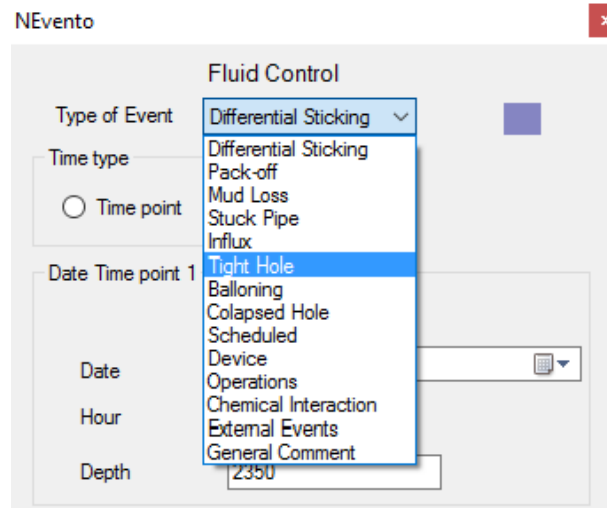 NEvento
Fluid Control
Type of Event Differential Sticking
Differential Sticking
Pack-off
Mud Loss
Stuck Pipe
Influx
Tight Hole
Balloning
Colapsed Hole
Scheduled
Device
Operations
Chemical Interaction
External Events
General Comment
Time type
Time point
Date Time point 1
Date
Hour
Depth 2350